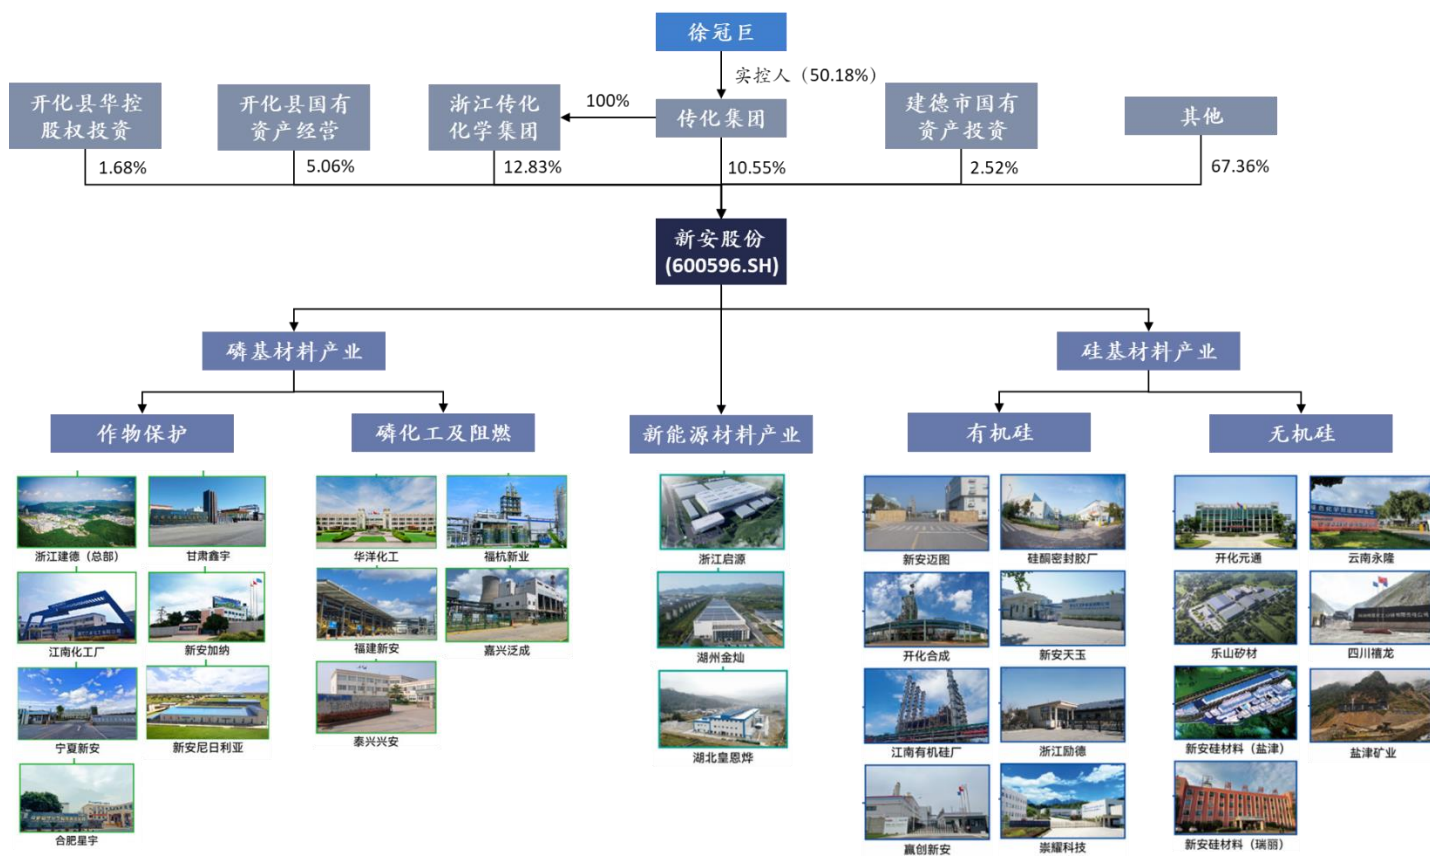 徐冠巨
实控人（50.18%）
开化县华控
股权投资
开化县国有
资产经营
浙江传化
化学集团
100%
传化集团
建德市国有
资产投资
其他
1.68%
5.06%
12.83%
10.55%
2.52%
67.36%
新安股份
(600596.SH)
磷基材料产业
硅基材料产业
作物保护
磷化工及阻燃
新能源材料产业
有机硅
无机硅
浙江建德（总部）
甘肃鑫宇
华洋化工
福杭新业
浙江启源
新安迈图
硅酮密封胶厂
开化元通
云南永隆
江南化工厂
新安加纳
福建新安
嘉兴泛成
湖州金灿
开化合成
新安天玉
乐山矽材
四川禧龙
宁夏新安
新安尼日利亚
泰兴兴安
湖北皇恩烨
江南有机硅厂
浙江励德
新安硅材料（盐津）
盐津矿业
合肥星宇
赢创新安
崇耀科技
新安硅材料（瑞丽）